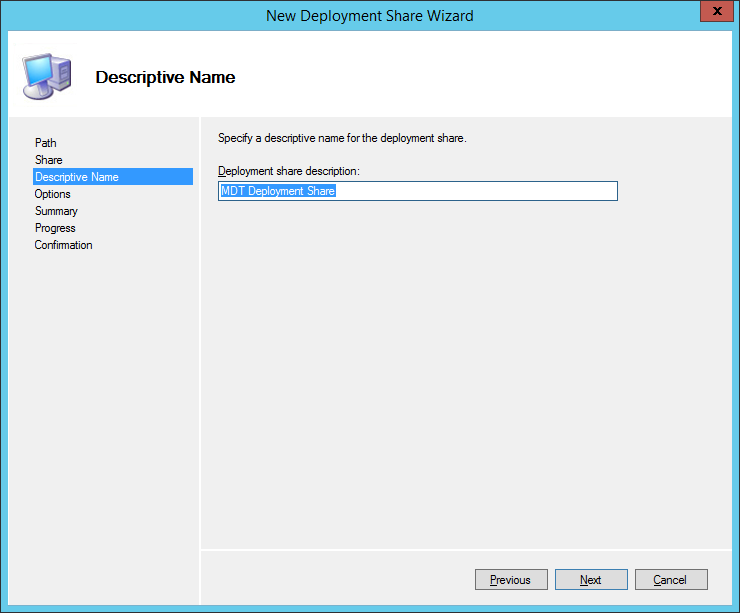 New Deployment Share Wizard
x
Descriptive Name
Path
Share
Descriptive Name
Options
Summary
Progress
Confirmation
Specify a descriptive name for the deployment share.
Deployment share description:
MDT Deployment Share
Previous
Next
Cancel